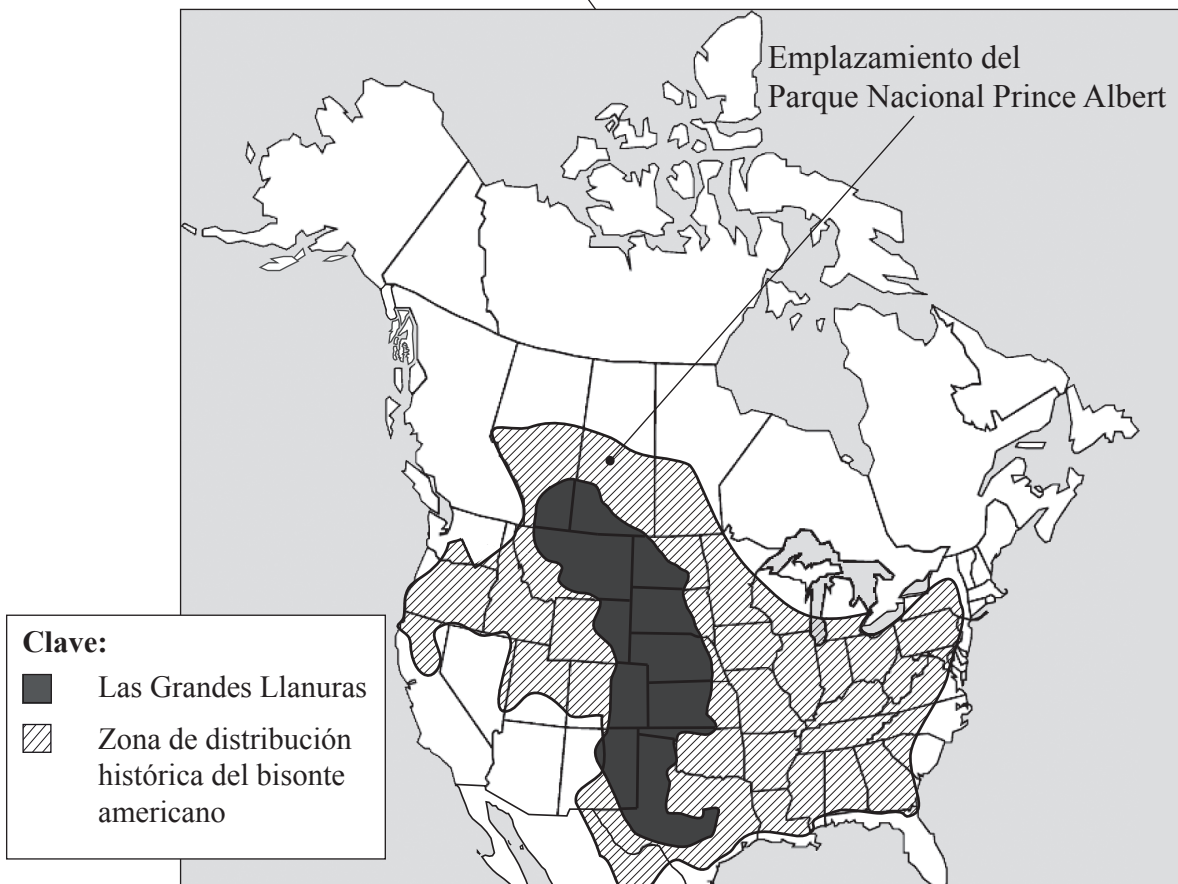 Emplazamiento del
Parque Nacional Prince Albert
Clave:
Las Grandes Llanuras
Zona de distribución
histórica del bisonte
americano